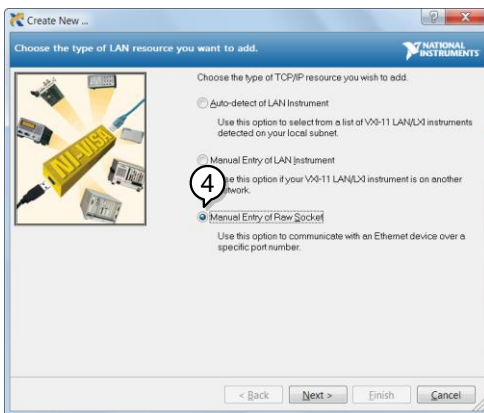 Create New ...
Choose the type of LAN resource you want to add.
NATIONAL
INSTRUMENTS
Choose the type of TCP/IP resource you wish to add.
Auto-detect of LAN Instrument
Use this option to select from a list of VXI-11 LAN/LXI instruments
detected on your local subnet.
Manual Entry of LAN Instrument
this option if your VXI-11 LAN/LXI instrument is on another
4
Manual Entry of Raw Socket
Use this option to communicate with an Ethernet device over a
specific port number.
NI-VISA
< Back
Next >
Finish
Cancel